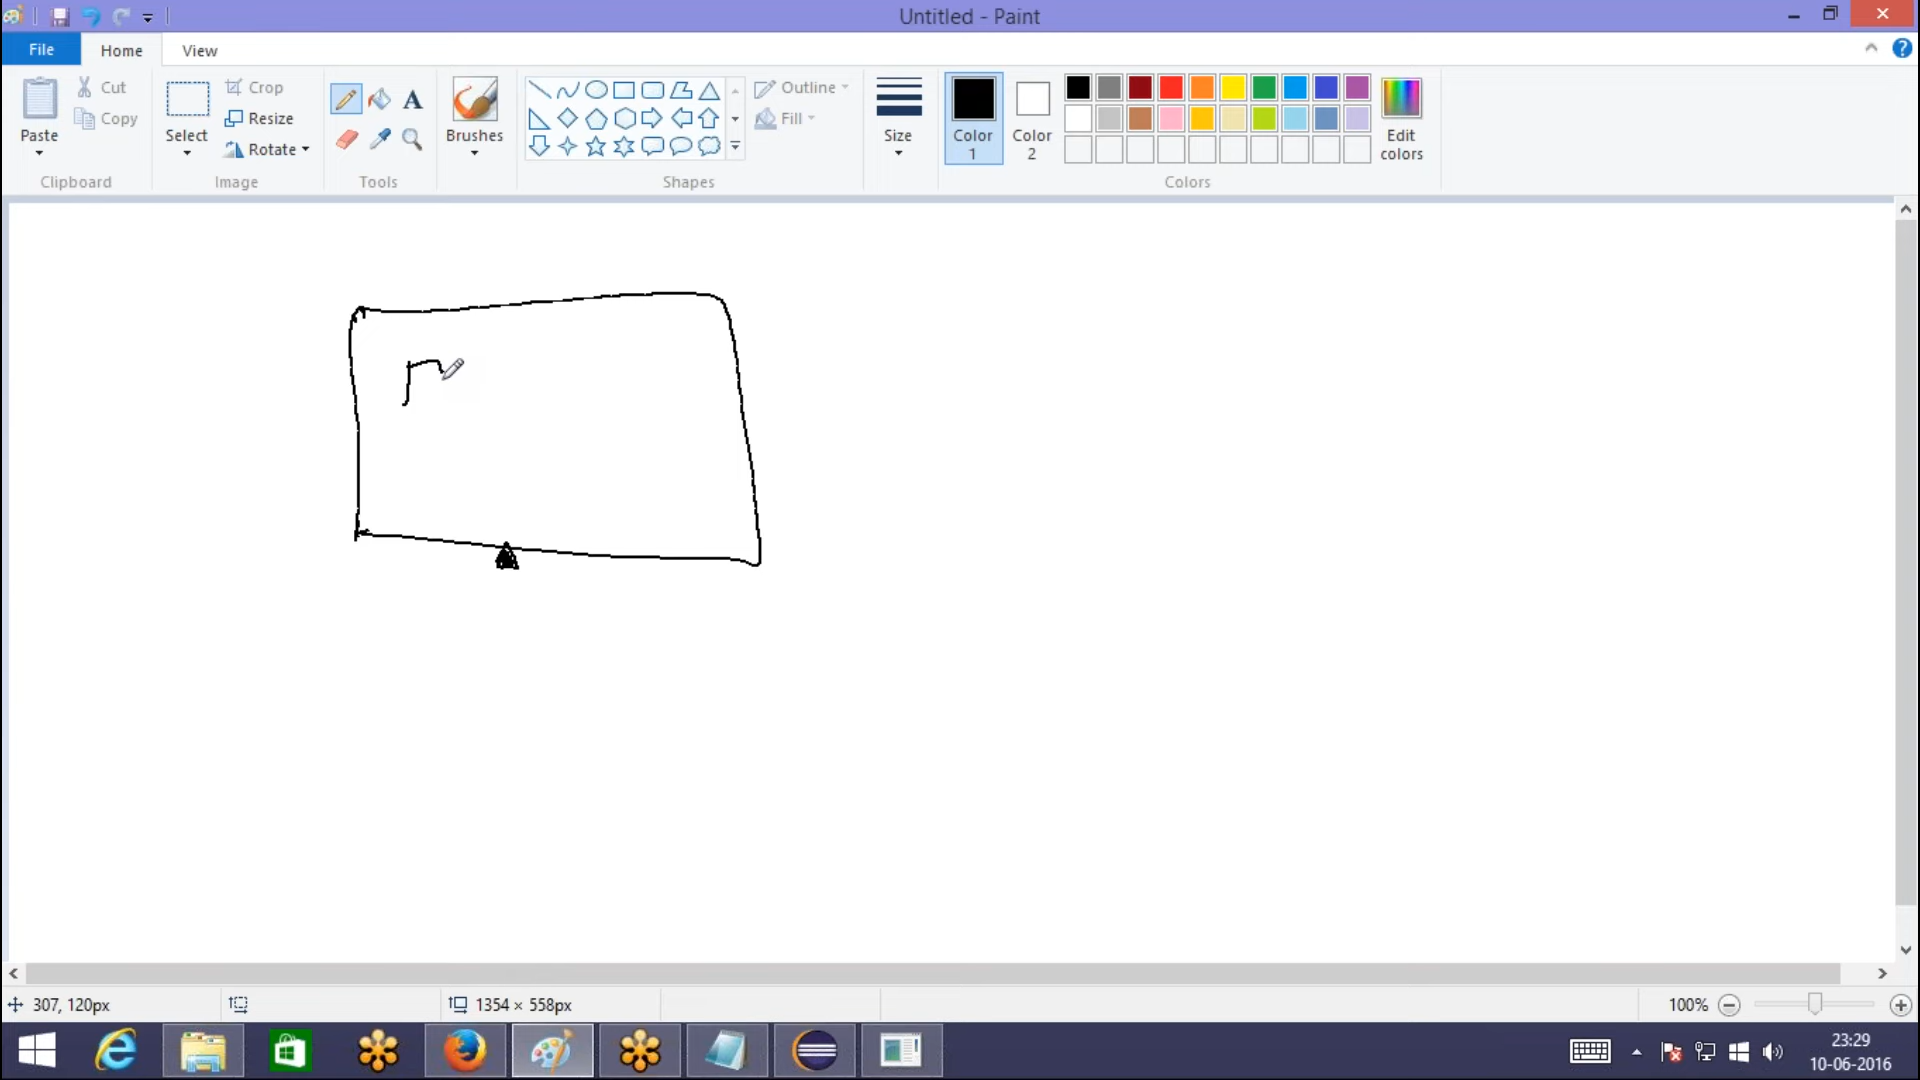 Untitled - Paint
File Home View
Paste Cut Copy Clipboard
Select Crop Resize Rotate Image
Tools
Brushes
Outline Fill Shapes
Size
Color 1 Color 2 Edit colors Colors
307, 120px 1354 × 558px 100%
23:29
10-06-2016